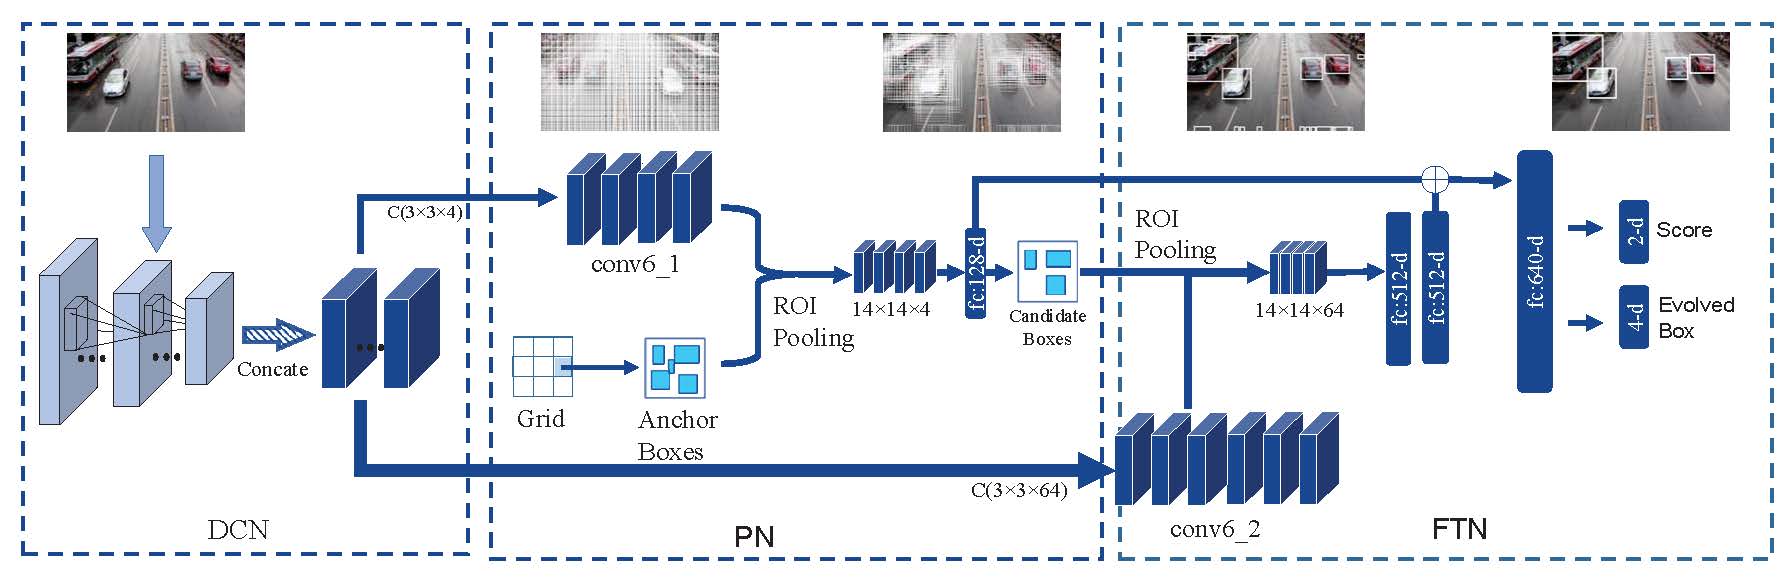 C(3×3×4)
Concate
DCN
conv6_1
Grid
Anchor
Boxes
ROI
Pooling
14×14×4
fc:128-d
Candidate
Boxes
C(3×3×64)
PN
ROI
Pooling
14×14×64
fc:512-d
fc:512-d
fc:640-d
2-d
Score
4-d
Evolved
Box
conv6_2
FTN